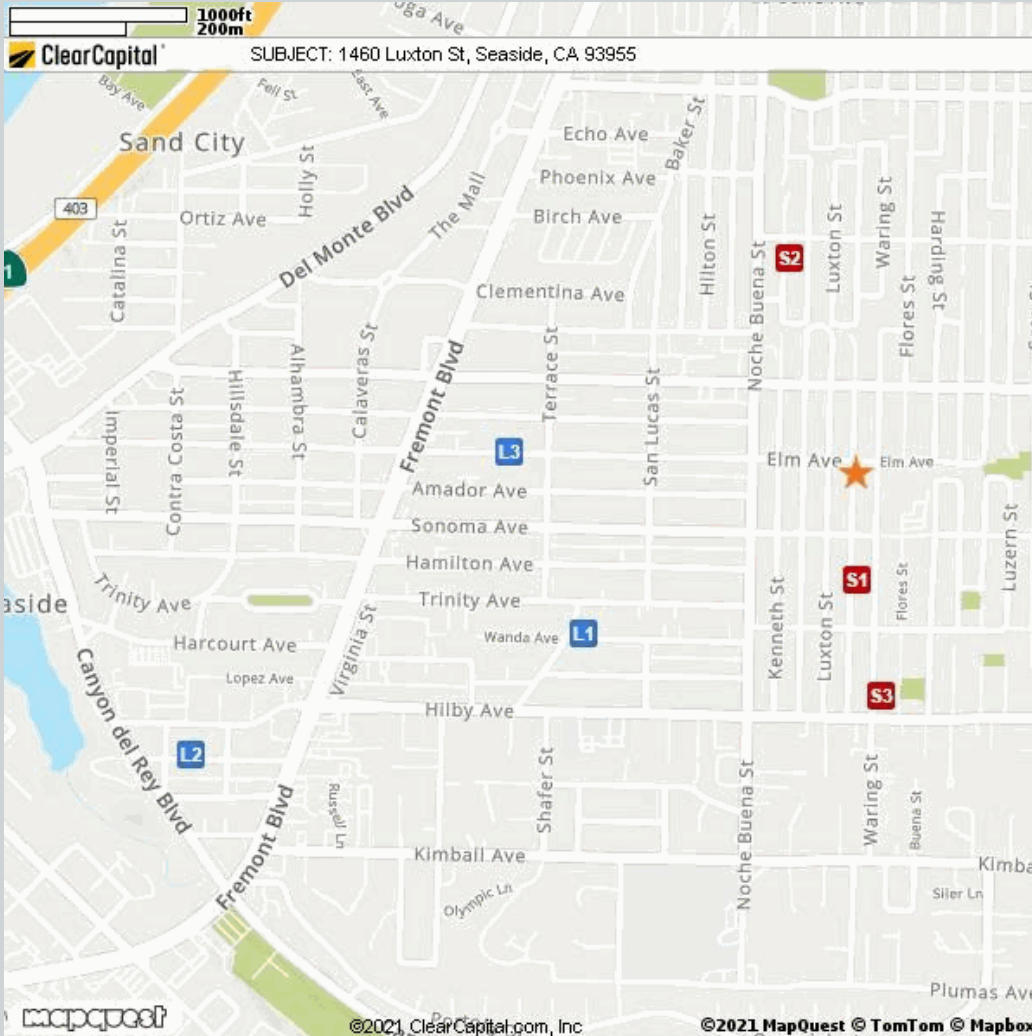 1000ft
200m
ClearCapital
SUBJECT: 1460 Luxton St, Seaside, CA 93955
Bay Ave
Fell St
East Ave
Sand City
Echo Ave
Baker St
Phoenix Ave
Holly St
The Mall
403
Ortiz Ave
Birch Ave
Waring St
Luxton St
Harding St
Catalina St
Del Monte Blvd
Hilton St
S2
1
Clementina Ave
Noche Buena St
Flores St
Calaveras St
Terrace St
Fremont Blvd
Alhambra St
Hillsdale St
San Lucas St
Contra Costa St
Imperial St
L3
Elm Ave
Elm Ave
Amador Ave
Sonoma Ave
Luzern St
Hamilton Ave
S1
Flores St
Trinity Ave
Trinity Ave
aside
Kenneth St
Luxton St
Wanda Ave
L1
Virginia St
Harcourt Ave
Lopez Ave
S3
Hilby Ave
Canyon del Rey Blvd
L2
Shafer St
Waring St
Russell Ln
Buena St
Noche Buena St
Fremont Blvd
Kimball Ave
Kimba
Olympic Ln
Siler Ln
Plumas Ave
mapquest
©2021 ClearCapital.com, Inc
©2021 MapQuest © TomTom © Mapbox